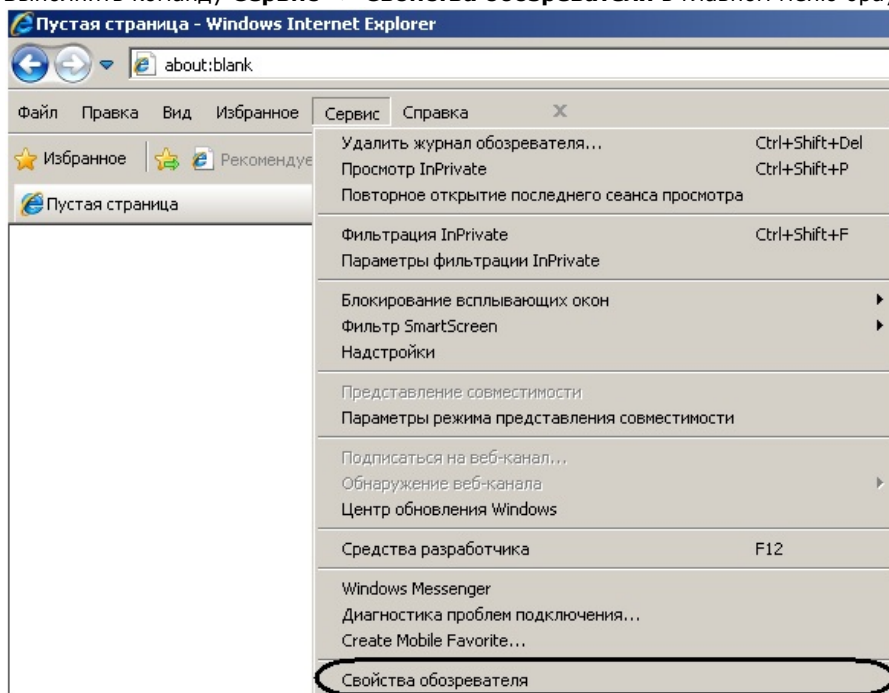 Пустая страница - Windows Internet Explorer
about:blank
Файл Правка Вид Избранное Сервис Справка X
Избранное Рекомендуе
Пустая страница
Удалить журнал обозревателя... Ctrl+Shift+Del
Просмотр InPrivate Ctrl+Shift+P
Повторное открытие последнего сеанса просмотра
Фильтрация InPrivate Ctrl+Shift+F
Параметры фильтрации InPrivate
Блокирование всплывающих окон
Фильтр SmartScreen
Надстройки
Представление совместимости
Параметры режима представления совместимости
Подписаться на веб-канал...
Обнаружение веб-канала
Центр обновления Windows
Средства разработчика F12
Windows Messenger
Диагностика проблем подключения...
Create Mobile Favorite...
Свойства обозревателя